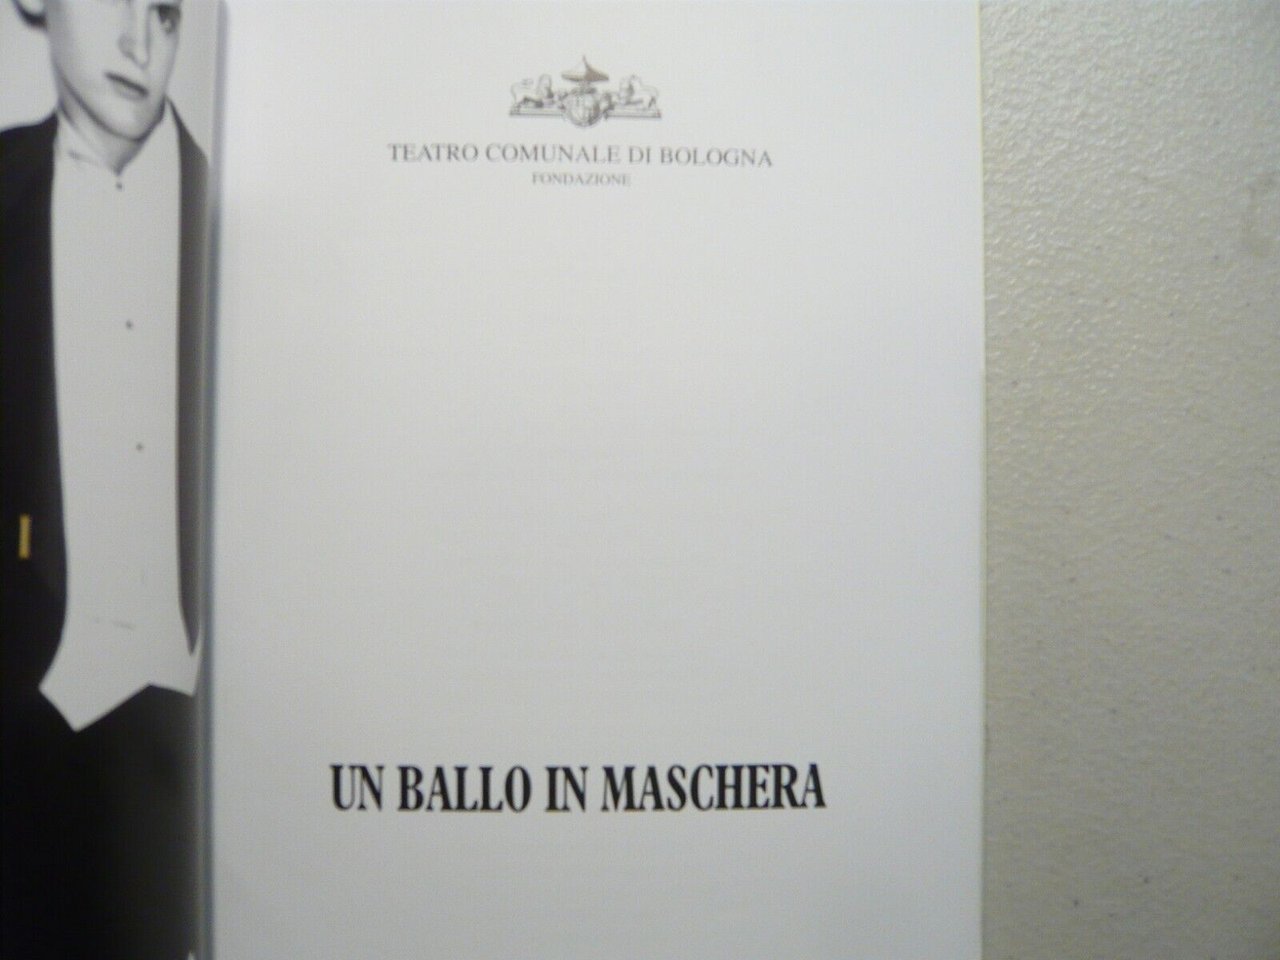 TEATRO COMUNALE DI BOLOGNA
FONDAZIONE
UN BALLO IN MASCHERA